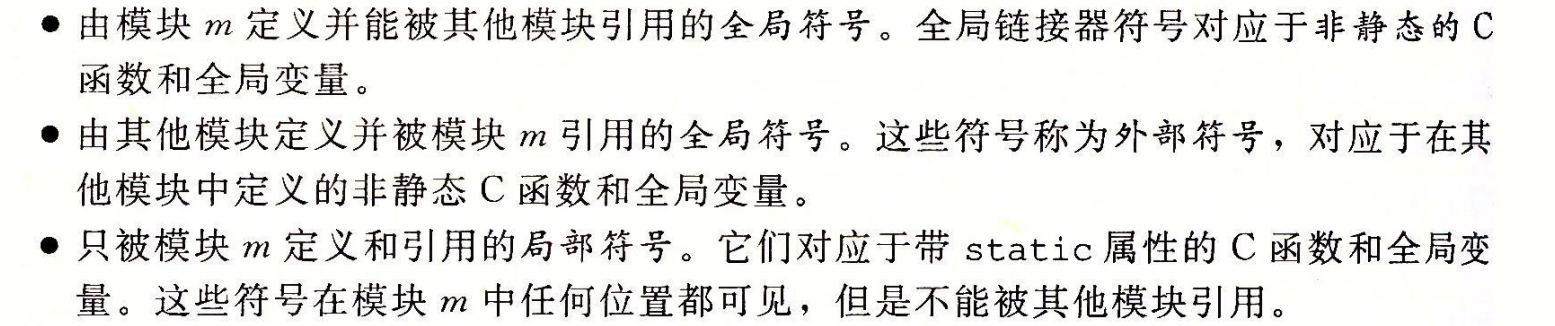 ● 由模块 m 定义并能被其他模块引用的全局符号。全局链接器符号对应于非静态的 C
函数和全局变量。
● 由其他模块定义并被模块 m 引用的全局符号。这些符号称为外部符号，对应于在其
他模块中定义的非静态 C 函数和全局变量。
● 只被模块 m 定义和引用的局部符号。它们对应于带 static 属性的 C 函数和全局变
量。这些符号在模块 m 中任何位置都可见，但是不能被其他模块引用。